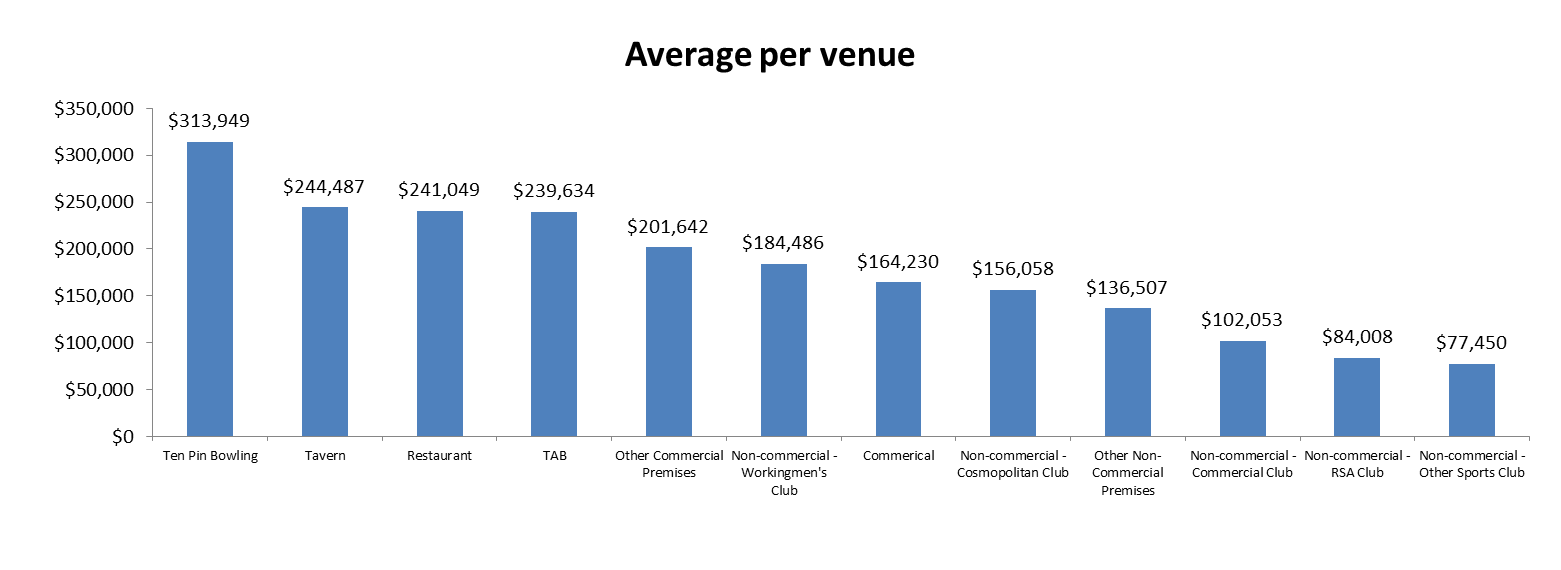 Average per venue
$350,000
$300,000
$250,000
$200,000
$150,000
$100,000
$50,000
$0
$313,949
$244,487
$241,049
$239,634
$201,642
$184,486
$164,230
$156,058
$136,507
$102,053
$84,008
$77,450
Ten Pin Bowling
Tavern
Restaurant
TAB
Other Commercial
Premises
Non-commercial -
Workingmen's
Club
Commerical
Non-commercial -
Cosmopolitan Club
Other Non-
Commercial
Premises
Non-commercial -
Commercial Club
Non-commercial -
RSA Club
Non-commercial -
Other Sports Club